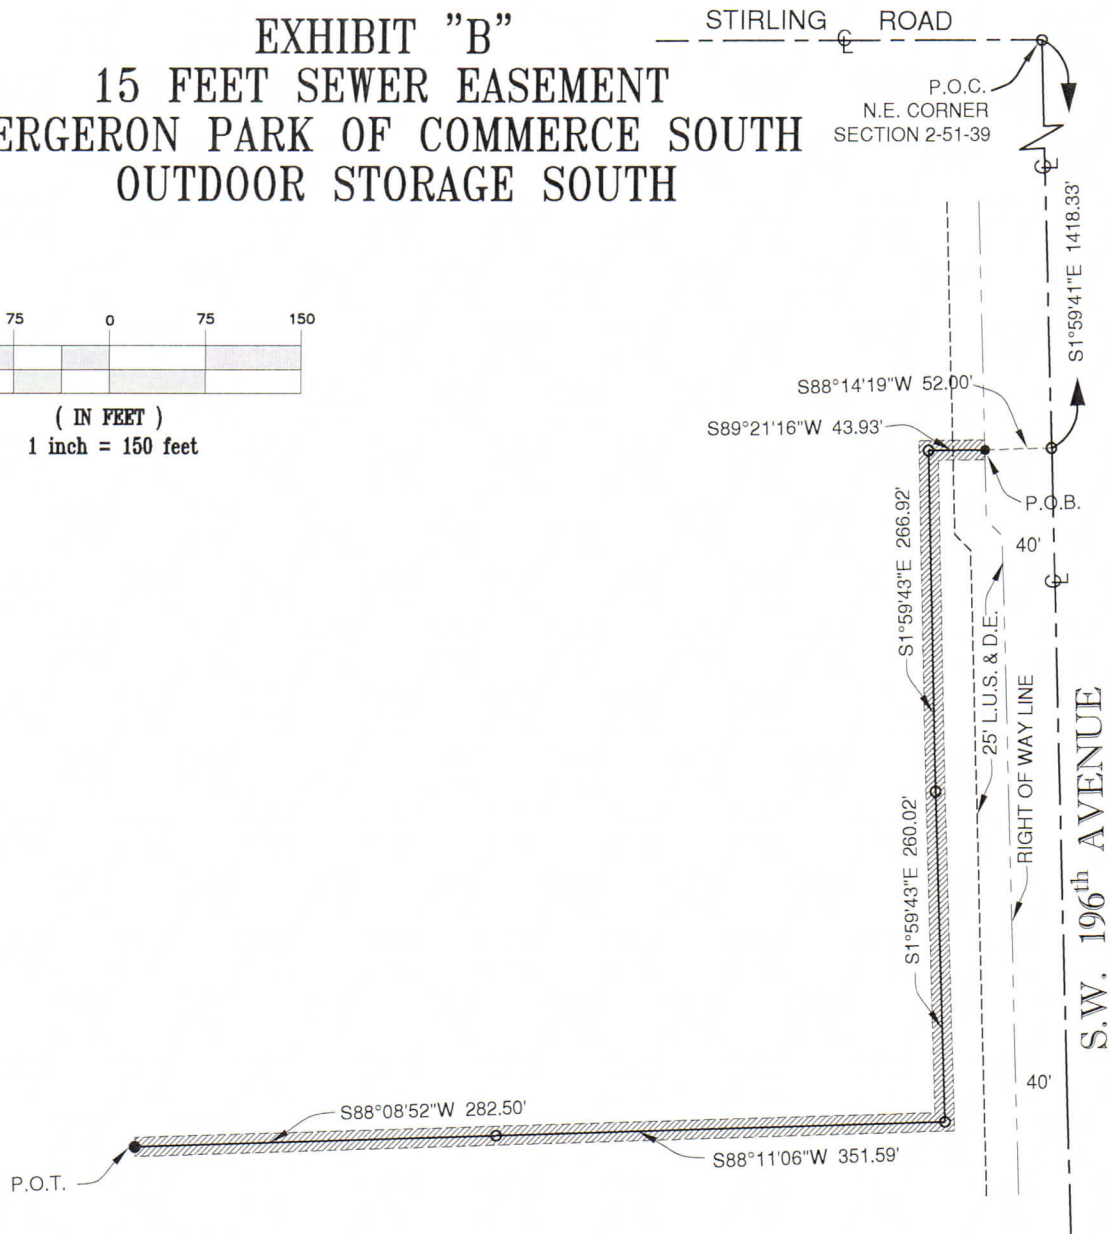 EXHIBIT "B"
15 FEET SEWER EASEMENT
ERGERON PARK OF COMMERCE SOUTH
OUTDOOR STORAGE SOUTH
STIRLING ROAD
P.O.C.
N.E. CORNER
SECTION 2-51-39
S1°59'41"E 1418.33'
75 0 75 150
( IN FEET )
1 inch = 150 feet
S88°14'19"W 52.00'
S89°21'16"W 43.93'
P.O.B.
40'
S1°59'43"E 266.92'
25' L.U.S. & D.E.
RIGHT OF WAY LINE
S.W. 196th AVENUE
S1°59'43"E 260.02'
40'
S88°08'52"W 282.50'
S88°11'06"W 351.59'
P.O.T.